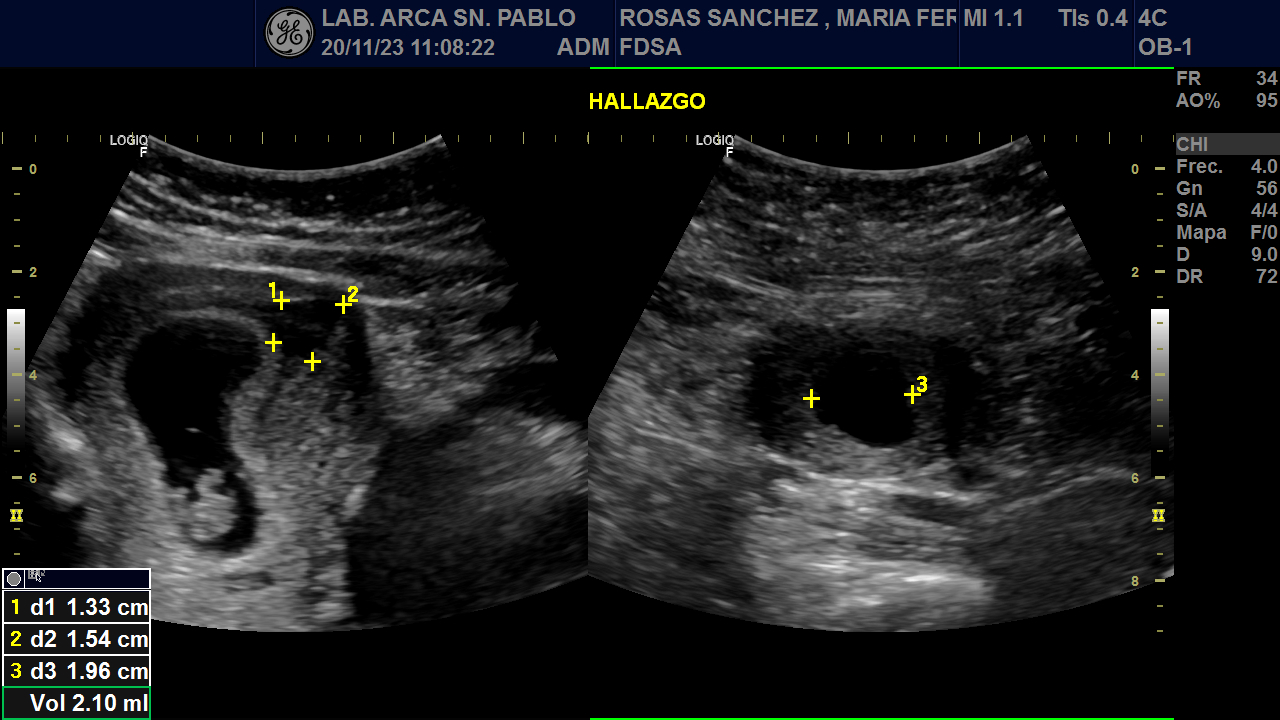 LAB. ARCA SN. PABLO
20/11/23 11:08:22 ADM
ROSAS SANCHEZ , MARIA FER
FDSA
MI 1.1 TIs 0.4
4C
OB-1
FR 34
AO% 95
CHI
Frec. 4.0
Gn 56
S/A 4/4
Mapa F/0
D 9.0
DR 72
HALLAZGO
LOGIQ
F
LOGIQ
F
0
2
4
6
0
2
4
6
8
1
2
3
1 d1 1.33 cm
2 d2 1.54 cm
3 d3 1.96 cm
Vol 2.10 ml